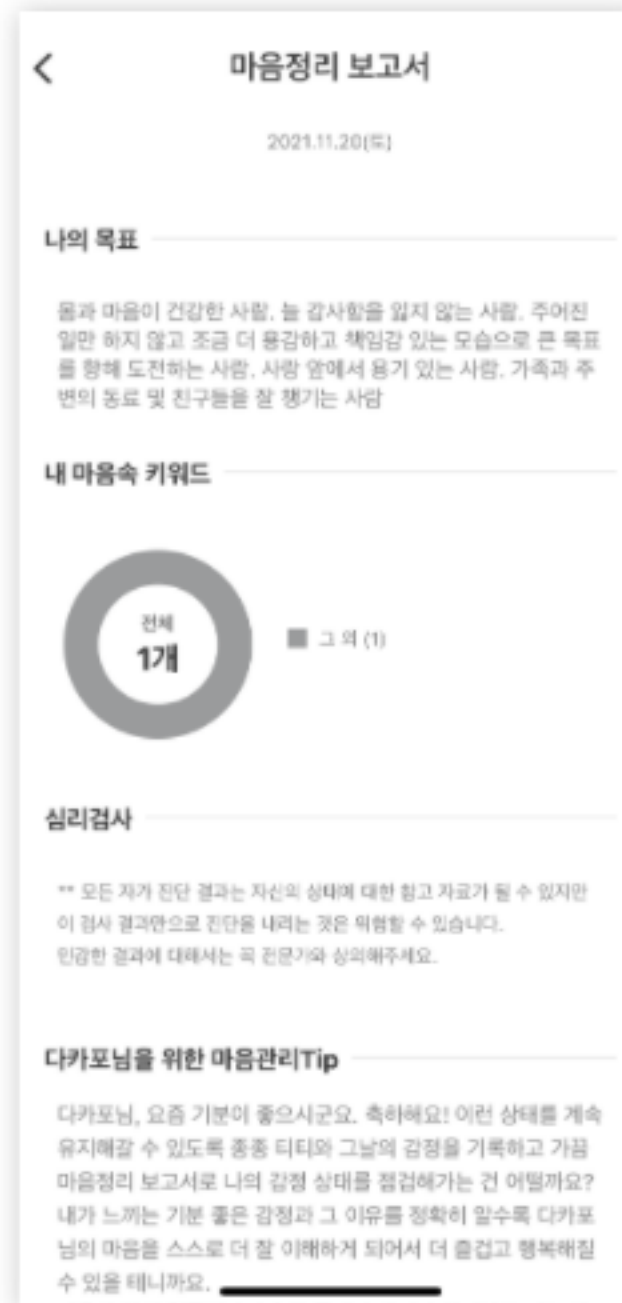 마음정리 보고서
2021.11.20(토)
나의 목표
몸과 마음이 건강한 사람. 늘 감사함을 잃지 않는 사람. 주어진
일만 하지 않고 조금 더 용감하고 책임감 있는 모습으로 큰 목표
를 향해 도전하는 사람. 사랑 앞에서 용기 있는 사람. 가족과 주
변의 동료 및 친구들을 잘 챙기는 사람
내 마음속 키워드
전체
1개
그 외 (1)
심리검사
** 모든 자가 진단 결과는 자신의 상태에 대한 참고 자료가 될 수 있지만
이 검사 결과만으로 진단을 내리는 것은 위험할 수 있습니다.
민감한 결과에 대해서는 꼭 전문가와 상의해주세요.
다카포님을 위한 마음관리Tip
다카포님, 요즘 기분이 좋으시군요. 축하해요! 이런 상태를 계속
유지해갈 수 있도록 종종 티티와 그날의 감정을 기록하고 가끔
마음정리 보고서로 나의 감정 상태를 점검해가는 건 어떨까요?
내가 느끼는 기분 좋은 감정과 그 이유를 정확히 알수록 다카포
님의 마음을 스스로 더 잘 이해하게 되어서 더 즐겁고 행복해질
수 있을 테니까요.